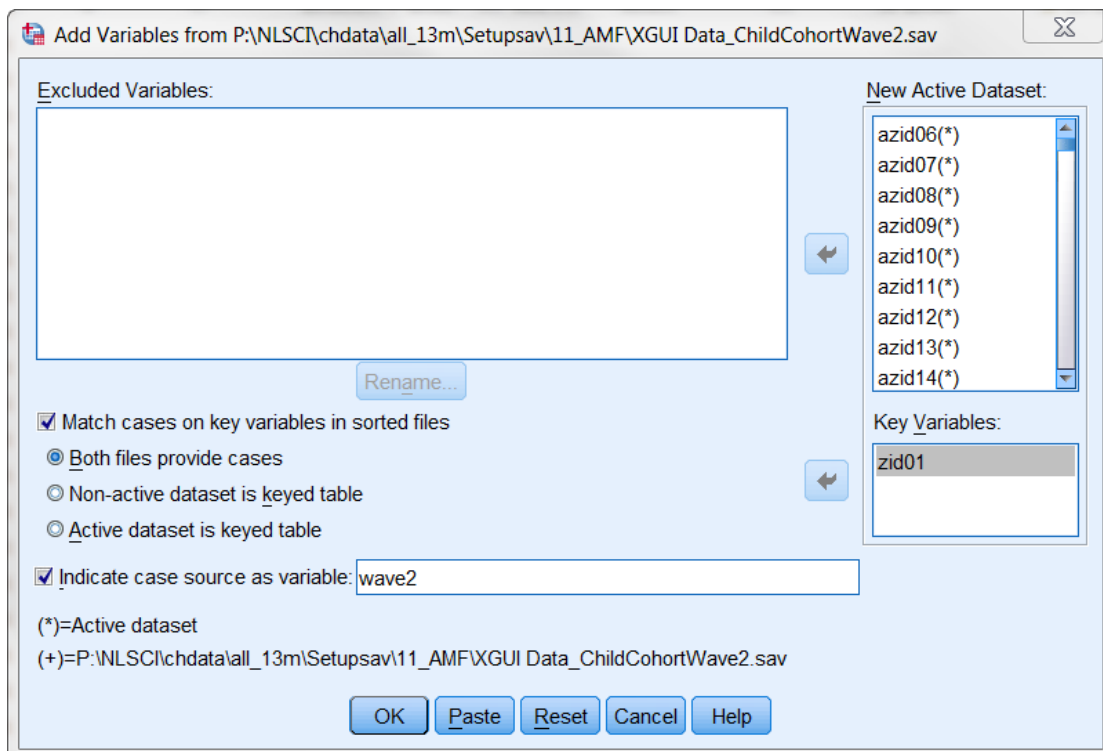 Add Variables from P:\NLSCI\chdata\all_13m\Setupsav\11_AMF\XGUI Data_ChildCohortWave2.sav
Excluded Variables:
New Active Dataset:
azid06(*)
azid07(*)
azid08(*)
azid09(*)
azid10(*)
azid11(*)
azid12(*)
azid13(*)
azid14(*)
Rename...
Match cases on key variables in sorted files
Both files provide cases
Non-active dataset is keyed table
Active dataset is keyed table
Key Variables:
zid01
Indicate case source as variable: wave2
(*)=Active dataset
(+)=P:\NLSCI\chdata\all_13m\Setupsav\11_AMF\XGUI Data_ChildCohortWave2.sav
OK Paste Reset Cancel Help